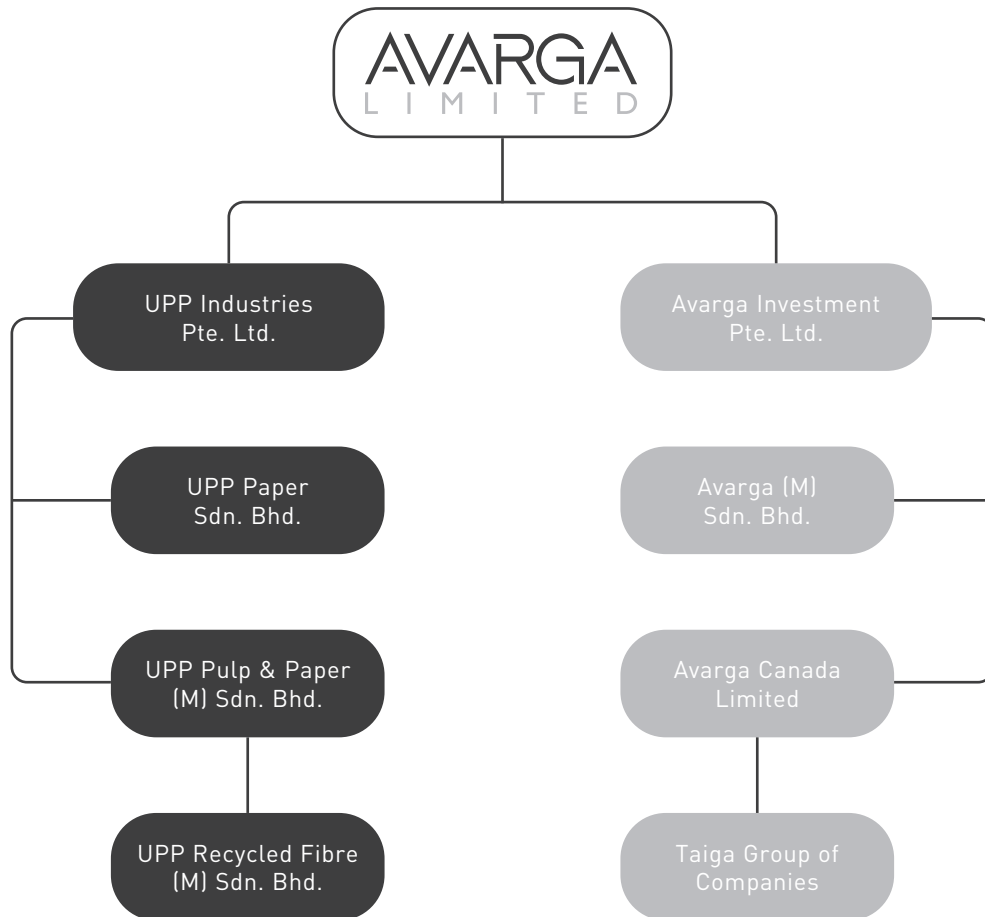 AVARGA
LIMITED
UPP Industries
Pte. Ltd.
Avarga Investment
Pte. Ltd.
UPP Paper
Sdn. Bhd.
Avarga (M)
Sdn. Bhd.
UPP Pulp & Paper
(M) Sdn. Bhd.
Avarga Canada
Limited
UPP Recycled Fibre
(M) Sdn. Bhd.
Taiga Group of
Companies